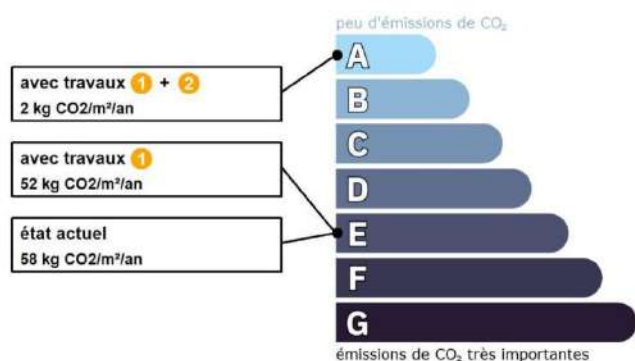 peu d'émissions de CO₂
A
avec travaux 1 + 2
2 kg CO2/m²/an
B
C
avec travaux 1
52 kg CO2/m²/an
D
état actuel
58 kg CO2/m²/an
E
F
G
émissions de CO₂ très importantes